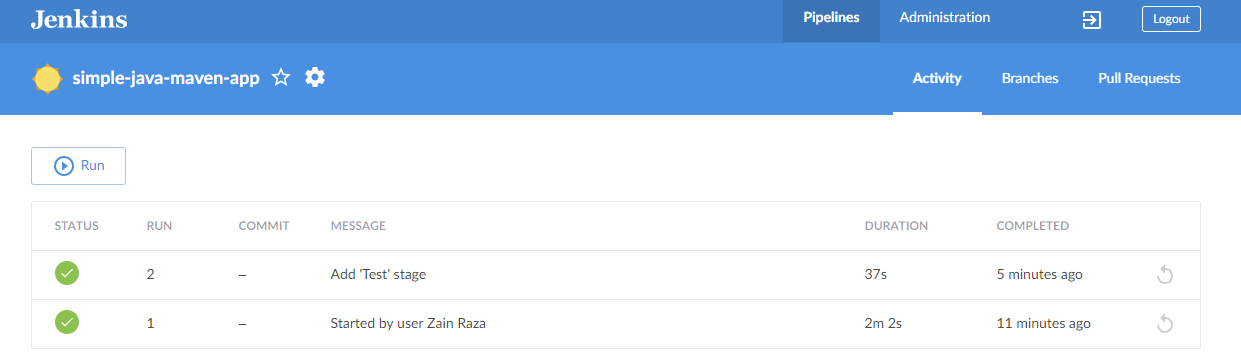 Jenkins Pipelines Administration Logout
simple-java-maven-app Activity Branches Pull Requests
Run
STATUS RUN COMMIT MESSAGE DURATION COMPLETED
2 – Add 'Test' stage 37s 5 minutes ago
1 – Started by user Zain Raza 2m 2s 11 minutes ago